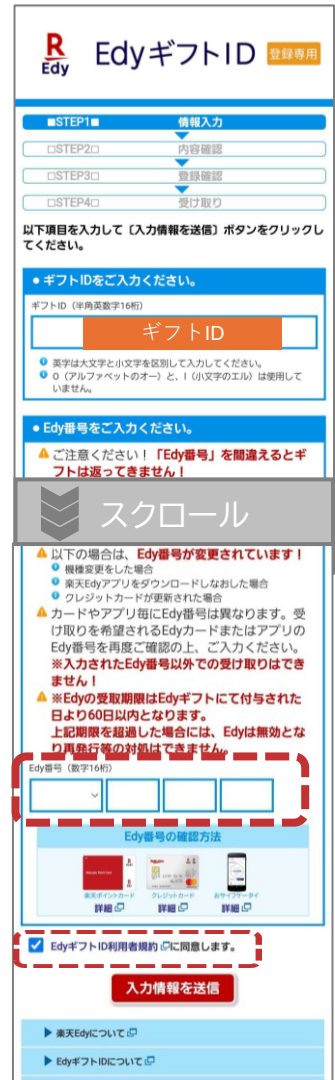 R
Edy
EdyギフトID
登録専用
■STEP1■ 情報入力
□STEP2□ 内容確認
□STEP3□ 登録確認
□STEP4□ 受け取り
以下項目を入力して〔入力情報を送信〕ボタンをクリックし
てください。
● ギフトIDをご入力ください。
ギフトID（半角英数字16桁）
ギフトID
英字は大文字と小文字を区別して入力してください。
O（アルファベットのオー）と、l（小文字のエル）は使用して
いません。
● Edy番号をご入力ください。
ご注意ください！「Edy番号」を間違えるとギ
フトは返ってきません！
スクロール
以下の場合は、Edy番号が変更されています！
機種変更をした場合
楽天Edyアプリをダウンロードしなおした場合
クレジットカードが更新された場合
カードやアプリ毎にEdy番号は異なります。受
け取りを希望されるEdyカードまたはアプリの
Edy番号を再度ご確認の上、ご入力ください。
※入力されたEdy番号以外での受け取りはでき
ません！
※Edyの受取期限はEdyギフトにて付与された
日より60日以内となります。
上記期限を超過した場合には、Edyは無効とな
り再発行等の対処はできません。
Edy番号（数字16桁）
Edy番号の確認方法
楽天ポイントカード クレジットカード おサイフケータイ
詳細 詳細 詳細
EdyギフトID利用者規約に同意します。
入力情報を送信
▶ 楽天Edyについて
▶ EdyギフトIDについて